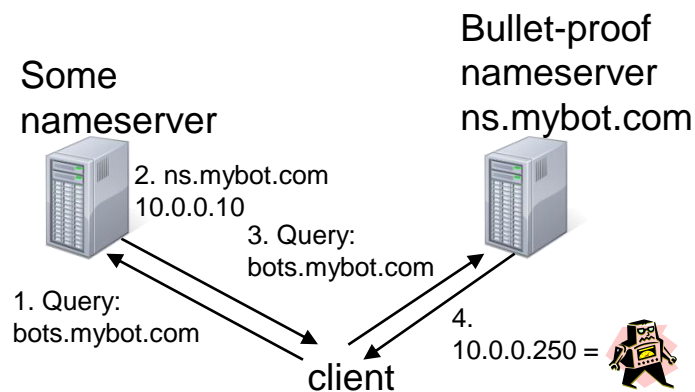 Some
nameserver
Bullet-proof
nameserver
ns.mybot.com
2. ns.mybot.com
10.0.0.10
3. Query:
bots.mybot.com
1. Query:
bots.mybot.com
4.
10.0.0.250 =
client